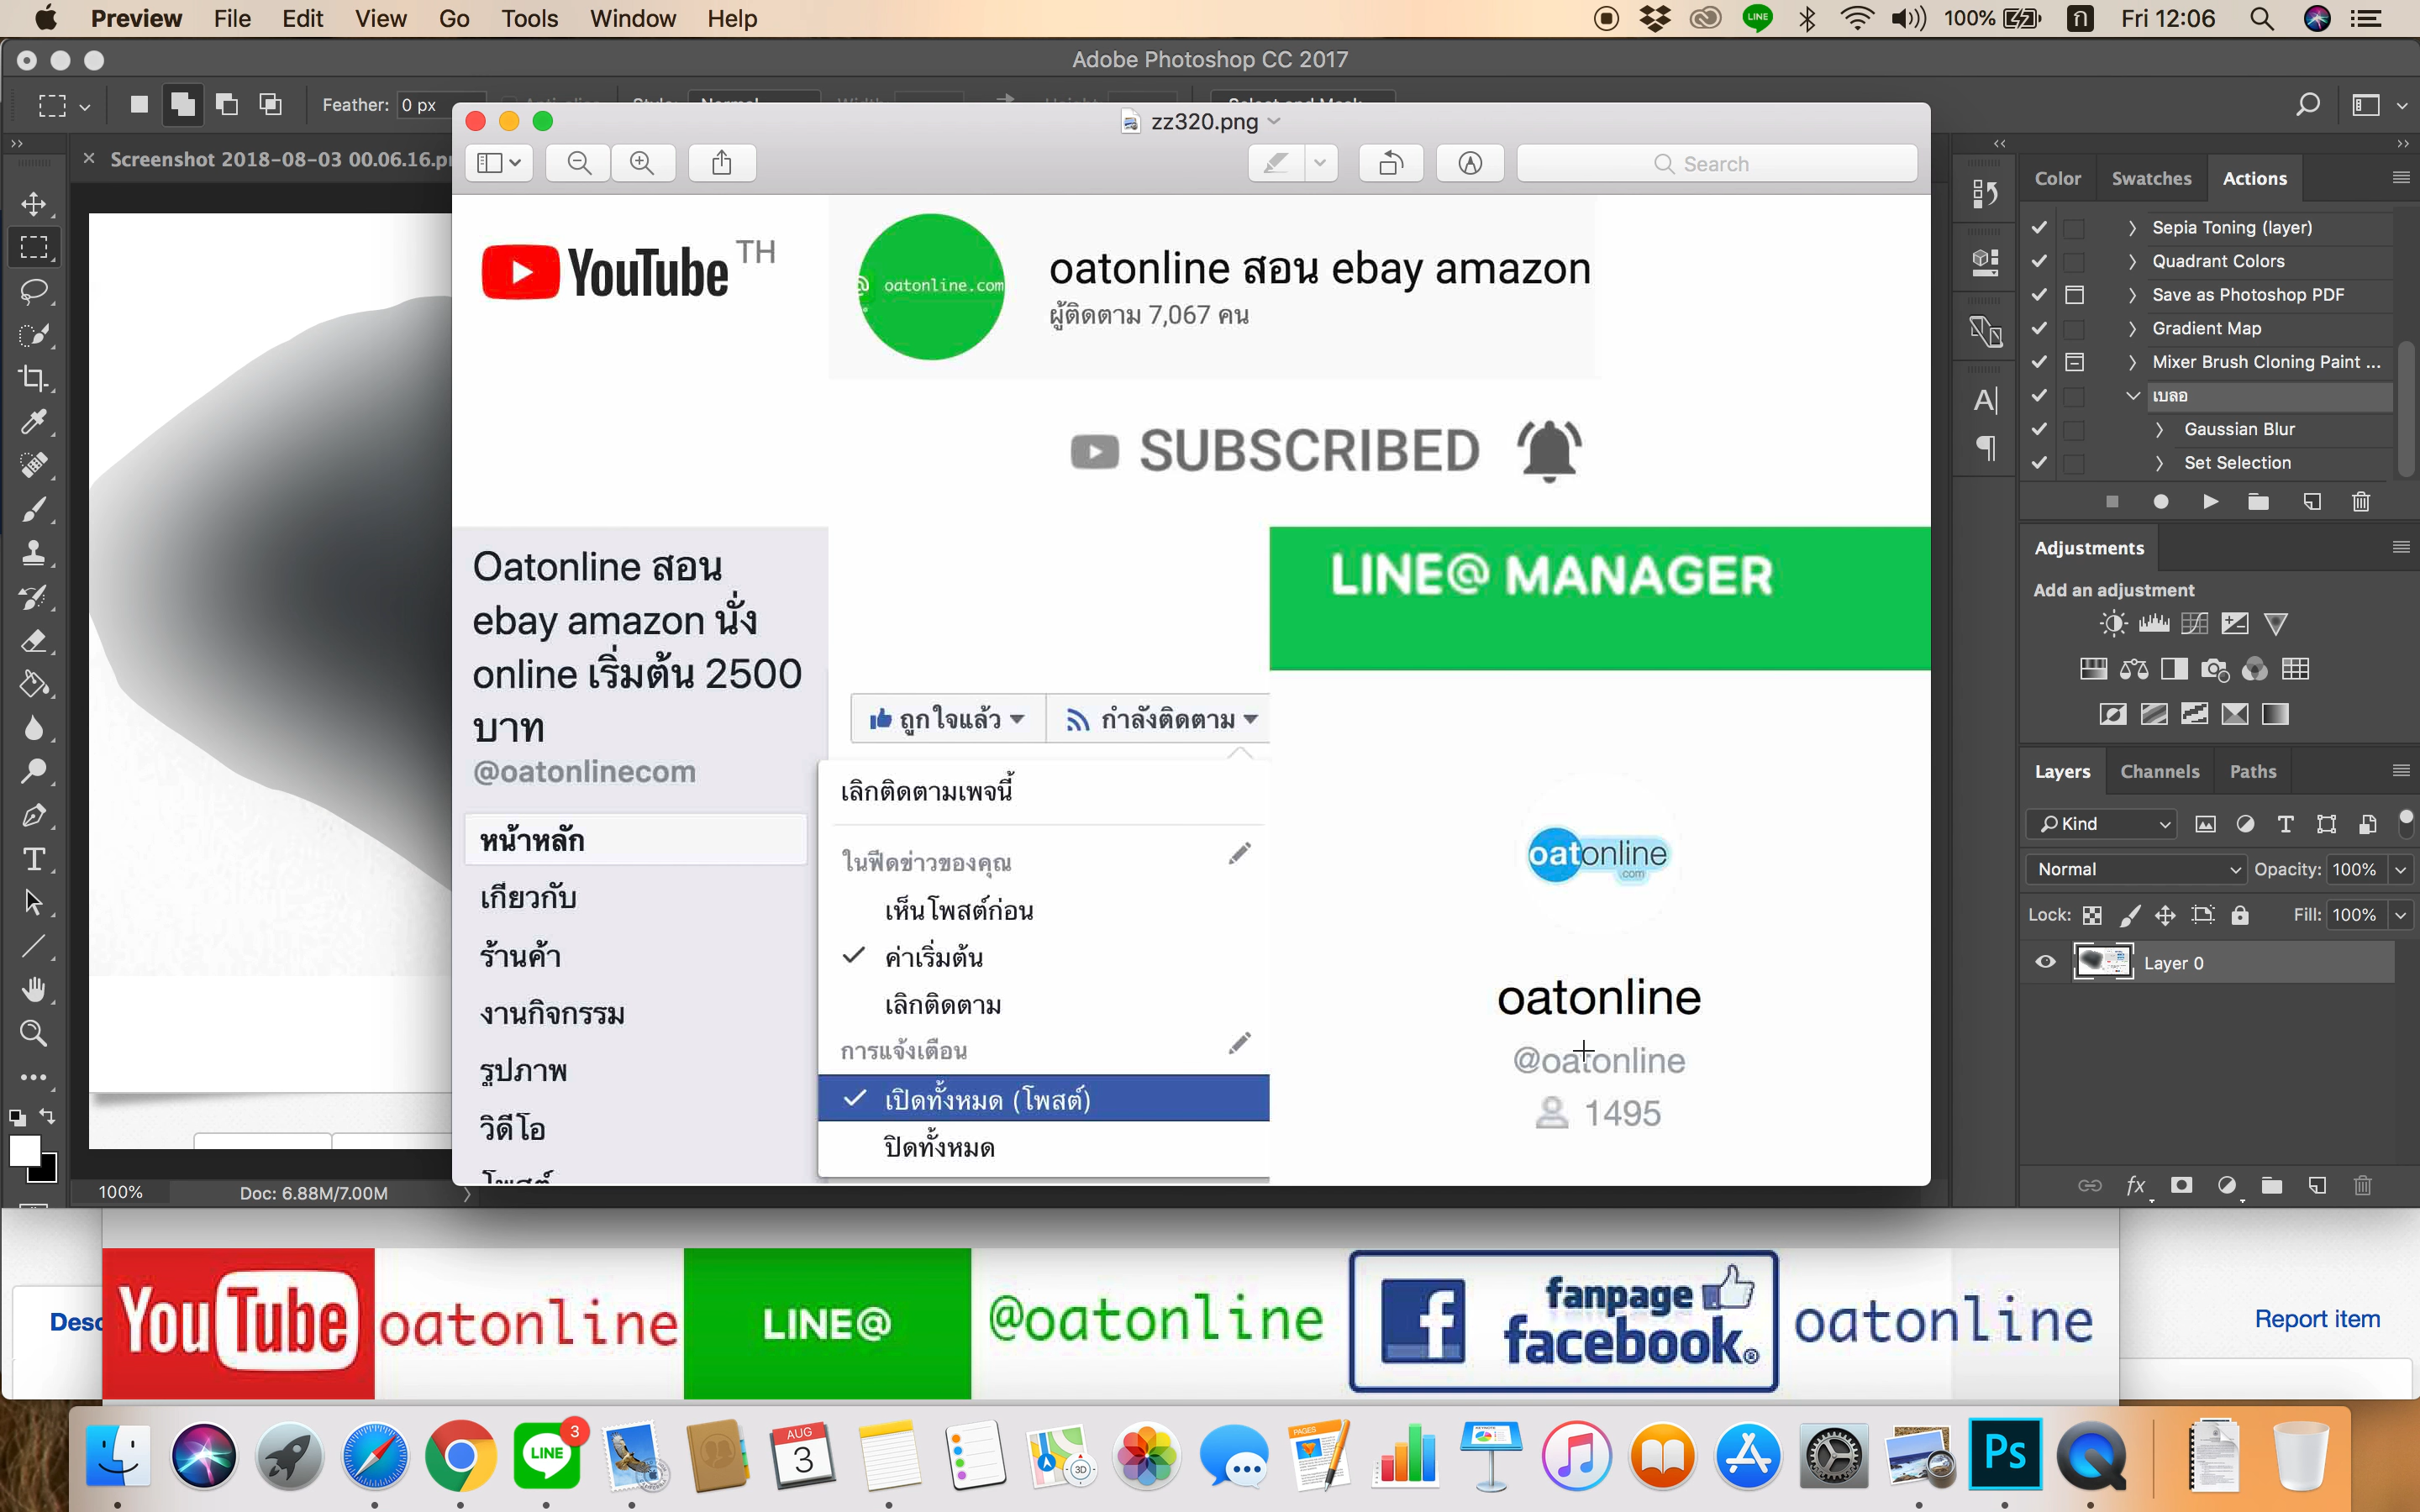 Preview File Edit View Go Tools Window Help
LINE 100% ก Fri 12:06
Adobe Photoshop CC 2017
Feather: 0 px
Screenshot 2018-08-03 00.06.16
zz320.png
Search
YouTube TH
oatonline.com
oatonline สอน ebay amazon
ผู้ติดตาม 7,067 คน
SUBSCRIBED
Oatonline สอน
ebay amazon นั่ง
online เริ่มต้น 2500
บาท
@oatonlinecom
หน้าหลัก
เกี่ยวกับ
ร้านค้า
งานกิจกรรม
รูปภาพ
วิดีโอ
โพสต์
ถูกใจแล้ว
กำลังติดตาม
เลิกติดตามเพจนี้
ในฟีดข่าวของคุณ
เห็นโพสต์ก่อน
ค่าเริ่มต้น
เลิกติดตาม
การแจ้งเตือน
เปิดทั้งหมด (โพสต์)
ปิดทั้งหมด
LINE@ MANAGER
oatonline
.com
oatonline
@oatonline
1495
Color Swatches Actions
Sepia Toning (layer)
Quadrant Colors
Save as Photoshop PDF
Gradient Map
Mixer Brush Cloning Paint ...
เบลอ
Gaussian Blur
Set Selection
Adjustments
Add an adjustment
Layers Channels Paths
Kind
Normal Opacity: 100%
Lock: Fill: 100%
Layer 0
fx
100% Doc: 6.88M/7.00M
Desc
YouTube oatonline
LINE@ @oatonline
f fanpage
facebook.
oatonline
Report item
LINE 3
AUG
3
3D
PAGES
Ps